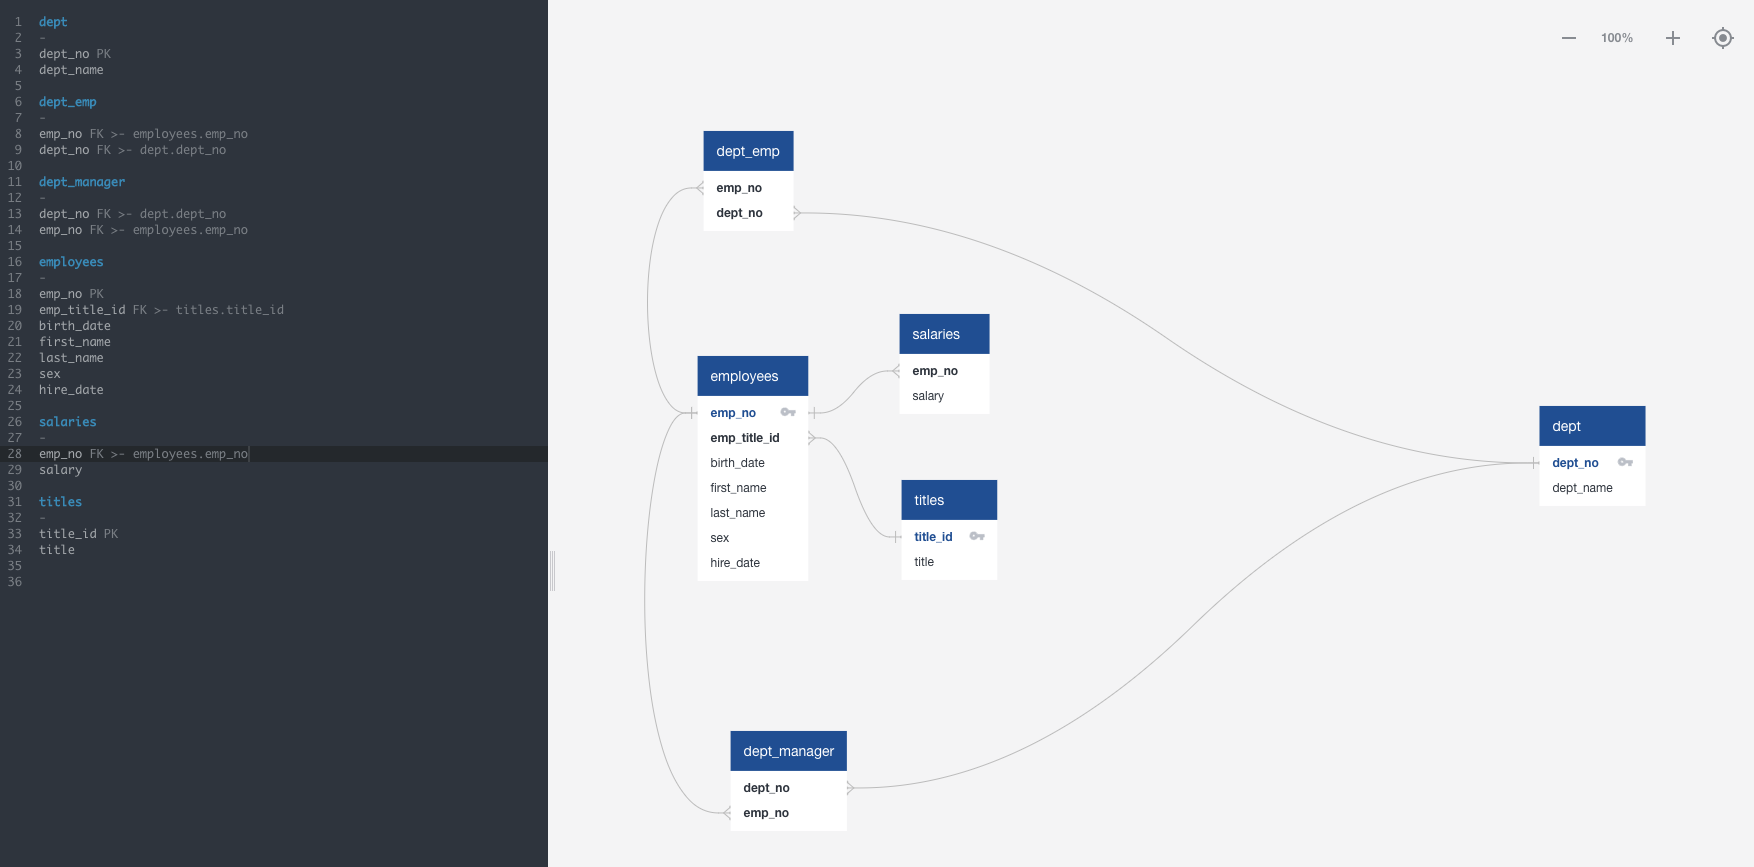 1 dept
2 -
3 dept_no PK
4 dept_name
5
6 dept_emp
7 -
8 emp_no FK >- employees.emp_no
9 dept_no FK >- dept.dept_no
10
11 dept_manager
12 -
13 dept_no FK >- dept.dept_no
14 emp_no FK >- employees.emp_no
15
16 employees
17 -
18 emp_no PK
19 emp_title_id FK >- titles.title_id
20 birth_date
21 first_name
22 last_name
23 sex
24 hire_date
25
26 salaries
27 -
28 emp_no FK >- employees.emp_no
29 salary
30
31 titles
32 -
33 title_id PK
34 title
35
36
100%
dept_emp
emp_no
dept_no
salaries
emp_no
salary
employees
emp_no
emp_title_id
birth_date
first_name
last_name
sex
hire_date
titles
title_id
title
dept
dept_no
dept_name
dept_manager
dept_no
emp_no